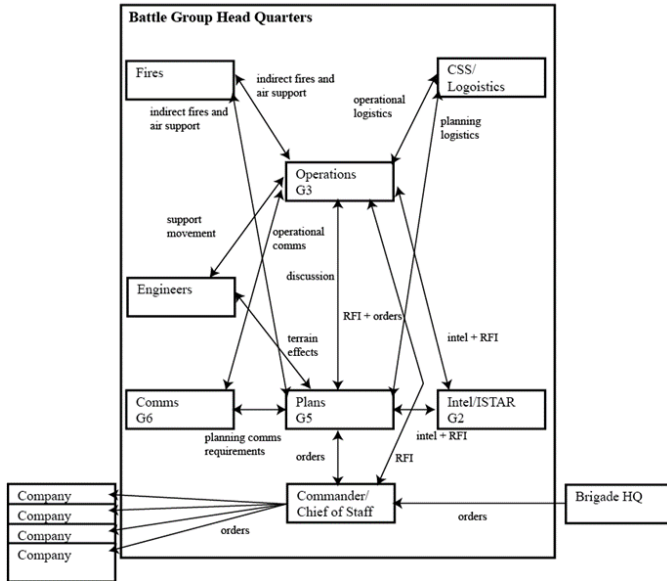 Battle Group Head Quarters
Fires
CSS/
Logoistics
indirect fires and
air support
indirect fires and
air support
operational
logistics
planning
logistics
Operations
G3
support
movement
operational
comms
discussion
Engineers
RFI + orders
terrain
effects
intel + RFI
Comms
G6
Plans
G5
Intel/ISTAR
G2
planning comms
requirements
intel + RFI
orders
RFI
Company
Company
Company
Company
Commander/
Chief of Staff
Brigade HQ
orders
orders